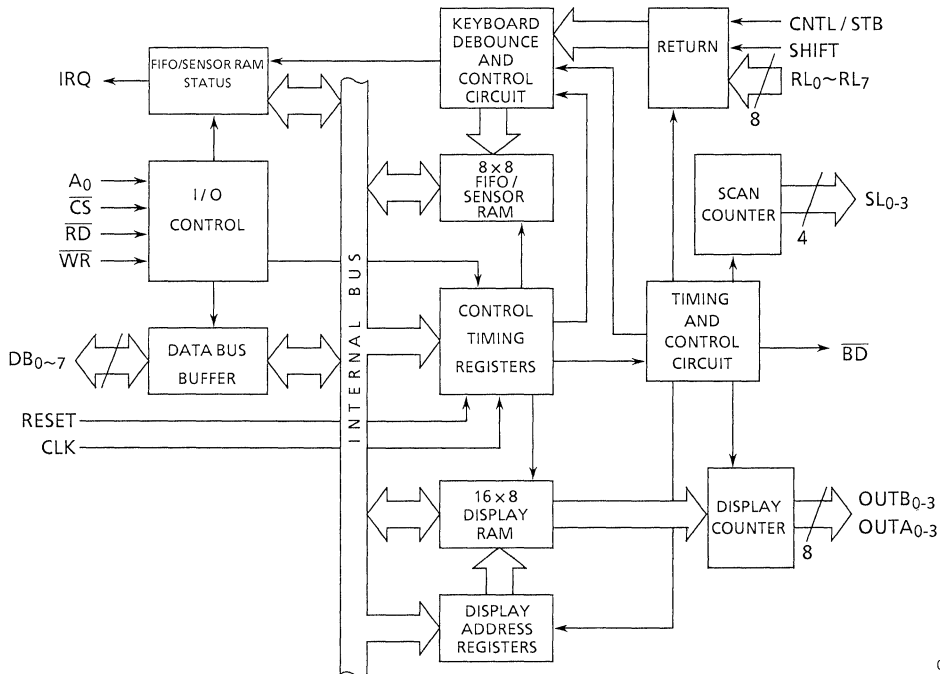 KEYBOARD
DEBOUNCE
AND
CONTROL
CIRCUIT
RETURN
CNTL / STB
SHIFT
RL0~RL7
8
IRQ
FIFO/SENSOR RAM
STATUS
8 × 8
FIFO /
SENSOR
RAM
SCAN
COUNTER
SL0-3
4
A0
CS
RD
WR
I / O
CONTROL
INTERNAL BUS
CONTROL
TIMING
REGISTERS
TIMING
AND
CONTROL
CIRCUIT
BD
DB0~7
DATA BUS
BUFFER
RESET
CLK
16 × 8
DISPLAY
RAM
DISPLAY
COUNTER
OUTB0-3
OUTA0-3
8
DISPLAY
ADDRESS
REGISTERS